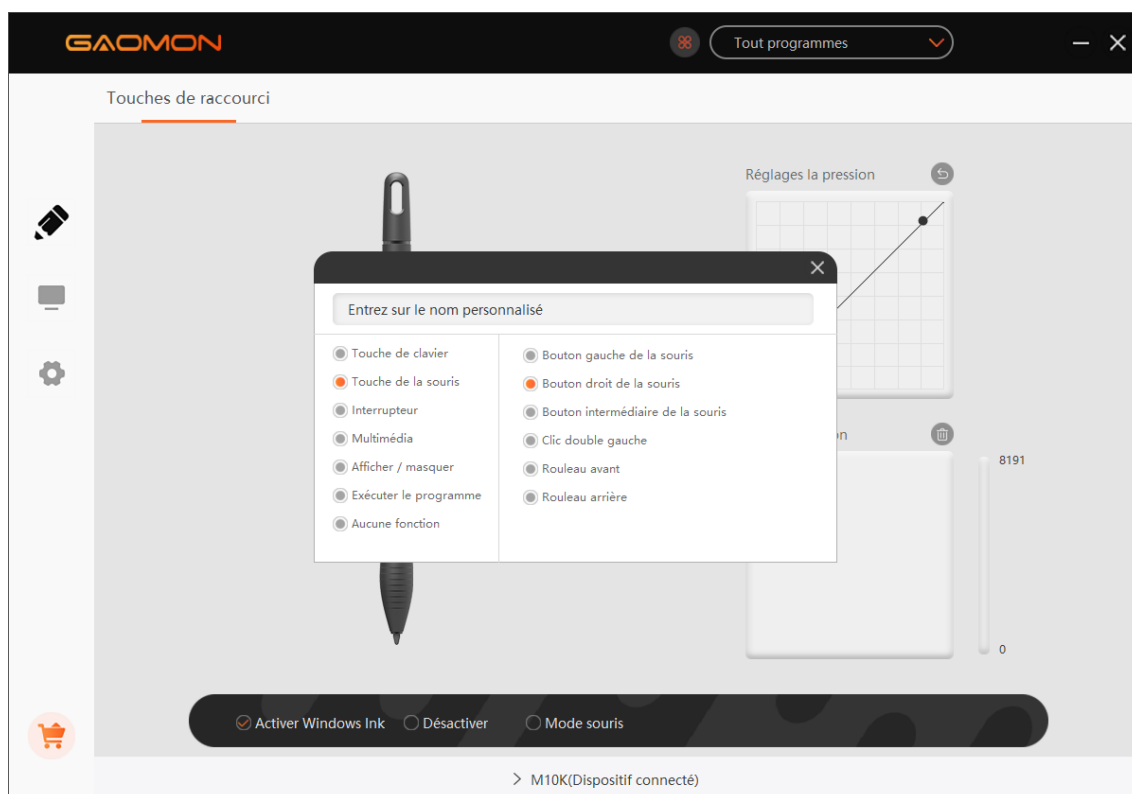 GAOMON
Tout programmes
Touches de raccourci
Réglages la pression
Entrez sur le nom personnalisé
Touche de clavier
Touche de la souris
Interrupteur
Multimédia
Afficher / masquer
Exécuter le programme
Aucune fonction
Bouton gauche de la souris
Bouton droit de la souris
Bouton intermédiaire de la souris
Clic double gauche
Rouleau avant
Rouleau arrière
8191
0
Activer Windows Ink Désactiver Mode souris
M10K(Dispositif connecté)